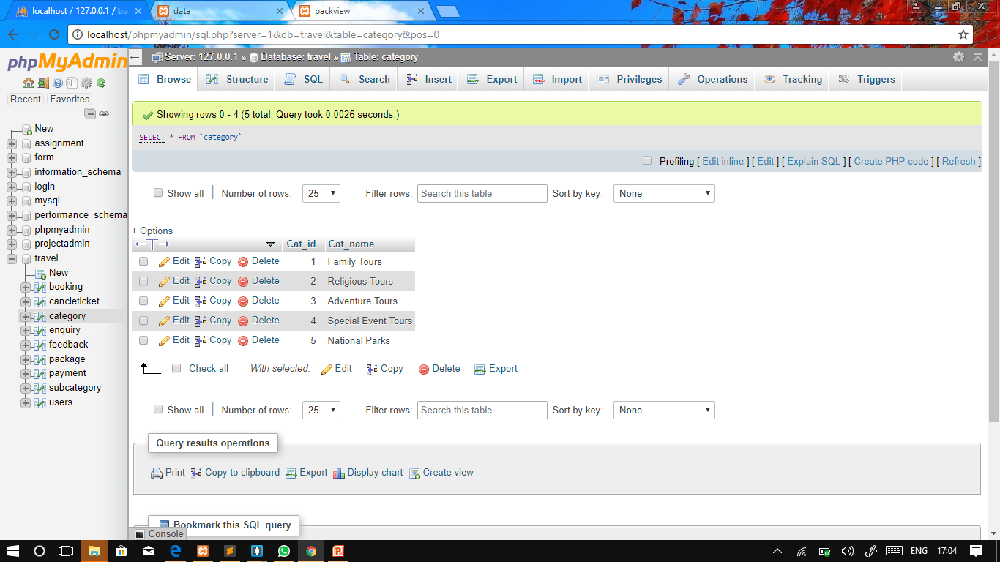 localhost / 127.0.0.1 / tra
data
packview
localhost/phpmyadmin/sql.php?server=1&db=travel&table=category&pos=0
phpMyAdmin
Server: 127.0.0.1 » Database: travel » Table: category
Browse Structure SQL Search Insert Export Import Privileges Operations Tracking Triggers
Recent Favorites
New
assignment
form
information_schema
login
mysql
performance_schema
phpmyadmin
projectadmin
travel
New
booking
cancleticket
category
enquiry
feedback
package
payment
subcategory
users
Showing rows 0 - 4 (5 total, Query took 0.0026 seconds.)
SELECT * FROM `category`
Profiling [ Edit inline ] [ Edit ] [ Explain SQL ] [ Create PHP code ] [ Refresh ]
Show all Number of rows: 25 Filter rows: Search this table Sort by key: None
+ Options
Cat_id Cat_name
Edit Copy Delete 1 Family Tours
Edit Copy Delete 2 Religious Tours
Edit Copy Delete 3 Adventure Tours
Edit Copy Delete 4 Special Event Tours
Edit Copy Delete 5 National Parks
Check all With selected: Edit Copy Delete Export
Show all Number of rows: 25 Filter rows: Search this table Sort by key: None
Query results operations
Print Copy to clipboard Export Display chart Create view
Bookmark this SQL query
Console
ENG 17:04